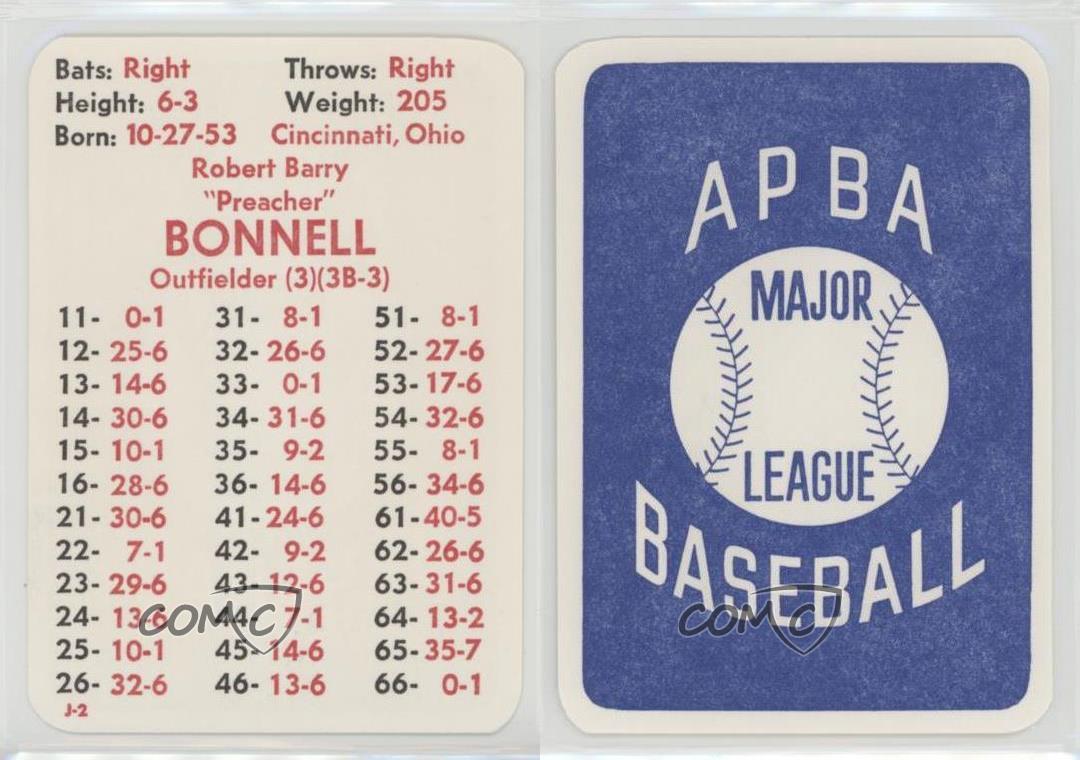 Bats: Right Throws: Right
Height: 6-3 Weight: 205
Born: 10-27-53 Cincinnati, Ohio
Robert Barry
"Preacher"
BONNELL
Outfielder (3)(3B-3)
11- 0-1 31- 8-1 51- 8-1
12- 25-6 32- 26-6 52- 27-6
13- 14-6 33- 0-1 53- 17-6
14- 30-6 34- 31-6 54- 32-6
15- 10-1 35- 9-2 55- 8-1
16- 28-6 36- 14-6 56- 34-6
21- 30-6 41- 24-6 61- 40-5
22- 7-1 42- 9-2 62- 26-6
23- 29-6 43- 12-6 63- 31-6
24- 13-6 44- 7-1 64- 13-2
25- 10-1 45- 14-6 65- 35-7
26- 32-6 46- 13-6 66- 0-1
J-2
COMC
APBA
MAJOR
LEAGUE
BASEBALL
COMC